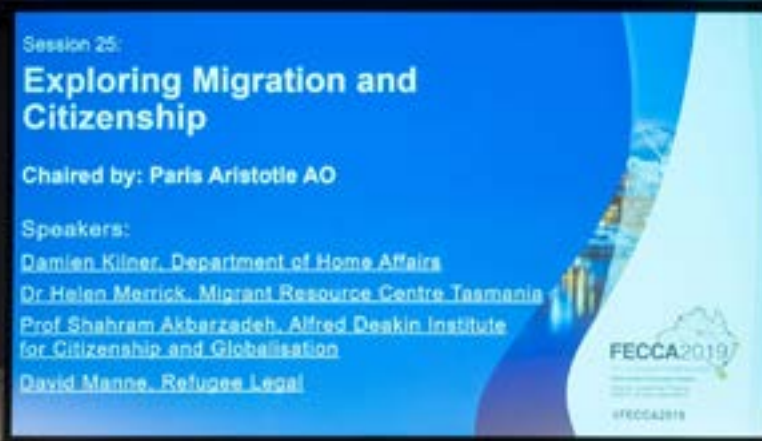 Session 25:
Exploring Migration and
Citizenship
Chaired by: Paris Aristotle AO
Speakers:
Damien Kilner, Department of Home Affairs
Dr Helen Merrick, Migrant Resource Centre Tasmania
Prof Shahram Akbarzadeh, Alfred Deakin Institute
for Citizenship and Globalisation
David Manne, Refugee Legal
FECCA2019
#FECCA2019